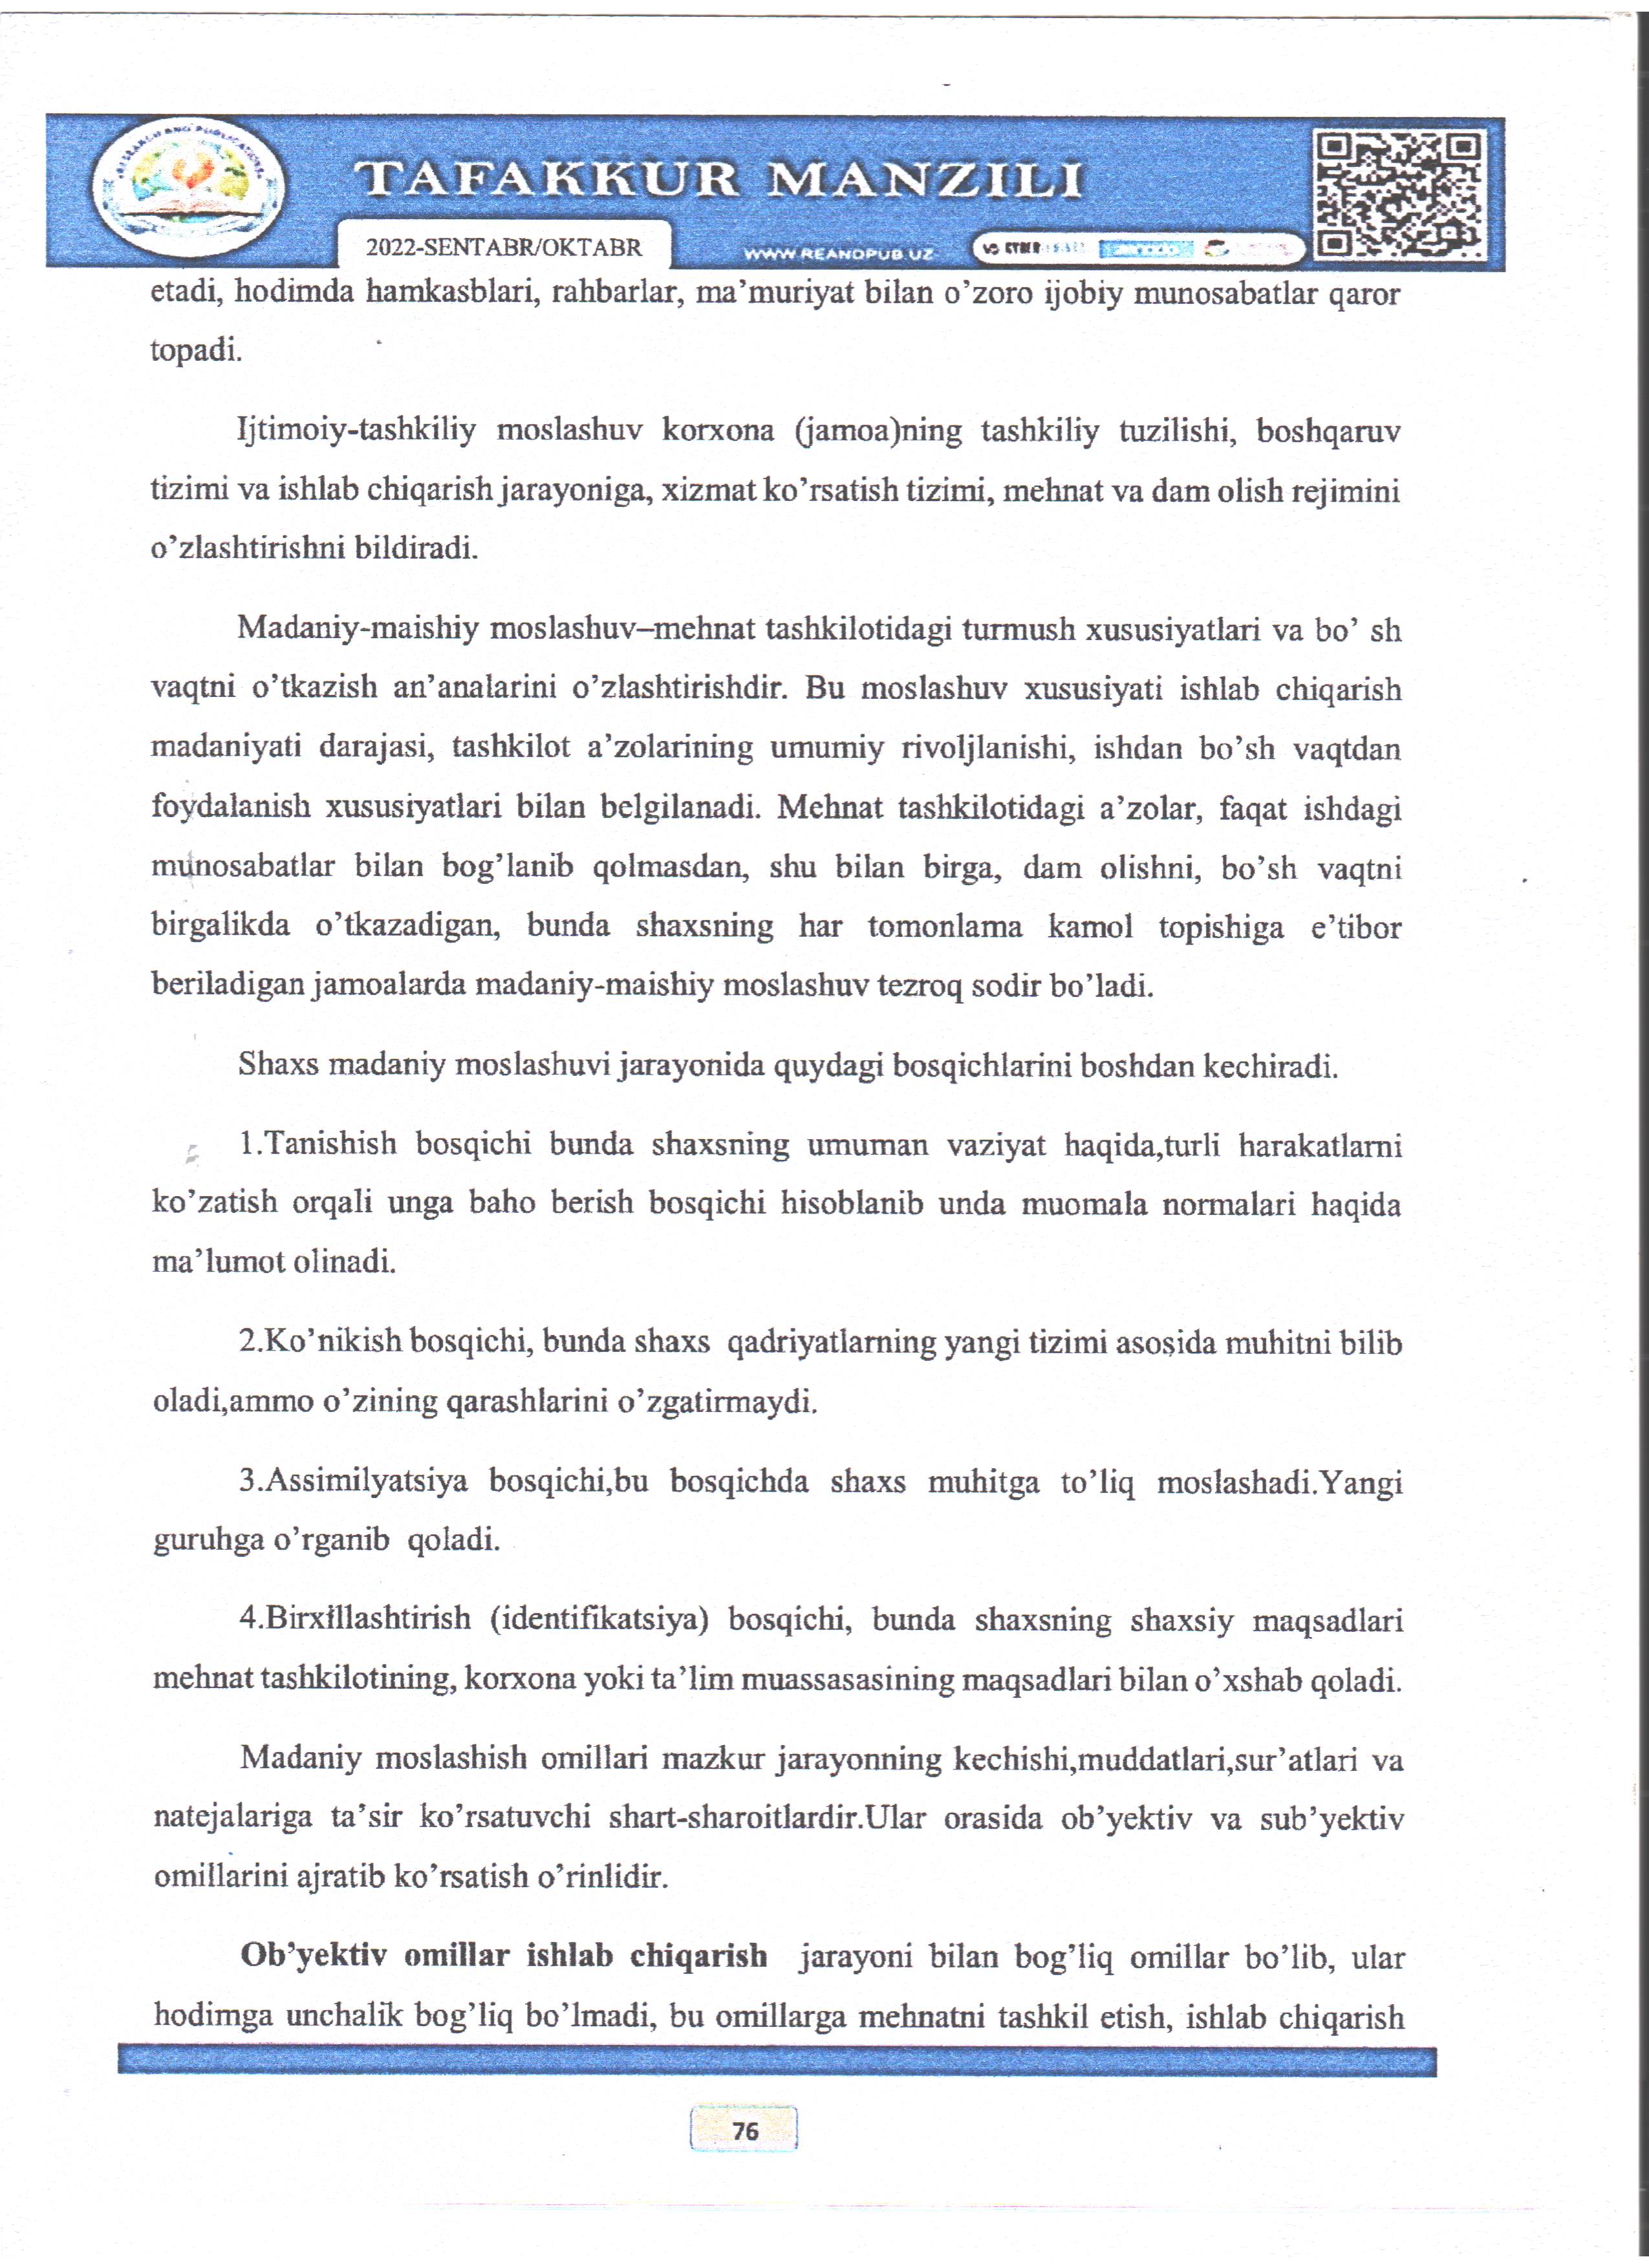 TAFAKKUR MANZILI
2022-SENTABR/OKTABR
WWW.REANDPUB.UZ
etadi, hodimda hamkasblari, rahbarlar, ma’muriyat bilan o’zoro ijobiy munosabatlar qaror
topadi.
Ijtimoiy-tashkiliy moslashuv korxona (jamoa)ning tashkiliy tuzilishi, boshqaruv
tizimi va ishlab chiqarish jarayoniga, xizmat ko’rsatish tizimi, mehnat va dam olish rejimini
o’zlashtirishni bildiradi.
Madaniy-maishiy moslashuv–mehnat tashkilotidagi turmush xususiyatlari va bo’ sh
vaqtni o’tkazish an’analarini o’zlashtirishdir. Bu moslashuv xususiyati ishlab chiqarish
madaniyati darajasi, tashkilot a’zolarining umumiy rivoljlanishi, ishdan bo’sh vaqtdan
foydalanish xususiyatlari bilan belgilanadi. Mehnat tashkilotidagi a’zolar, faqat ishdagi
munosabatlar bilan bog’lanib qolmasdan, shu bilan birga, dam olishni, bo’sh vaqtni
birgalikda o’tkazadigan, bunda shaxsning har tomonlama kamol topishiga e’tibor
beriladigan jamoalarda madaniy-maishiy moslashuv tezroq sodir bo’ladi.
Shaxs madaniy moslashuvi jarayonida quydagi bosqichlarini boshdan kechiradi.
1.Tanishish bosqichi bunda shaxsning umuman vaziyat haqida,turli harakatlarni
ko’zatish orqali unga baho berish bosqichi hisoblanib unda muomala normalari haqida
ma’lumot olinadi.
2.Ko’nikish bosqichi, bunda shaxs qadriyatlarning yangi tizimi asosida muhitni bilib
oladi,ammo o’zining qarashlarini o’zgatirmaydi.
3.Assimilyatsiya bosqichi,bu bosqichda shaxs muhitga to’liq moslashadi.Yangi
guruhga o’rganib qoladi.
4.Birxillashtirish (identifikatsiya) bosqichi, bunda shaxsning shaxsiy maqsadlari
mehnat tashkilotining, korxona yoki ta’lim muassasasining maqsadlari bilan o’xshab qoladi.
Madaniy moslashish omillari mazkur jarayonning kechishi,muddatlari,sur’atlari va
natejalariga ta’sir ko’rsatuvchi shart-sharoitlardir.Ular orasida ob’yektiv va sub’yektiv
omillarini ajratib ko’rsatish o’rinlidir.
Ob’yektiv omillar ishlab chiqarish jarayoni bilan bog’liq omillar bo’lib, ular
hodimga unchalik bog’liq bo’lmadi, bu omillarga mehnatni tashkil etish, ishlab chiqarish
76